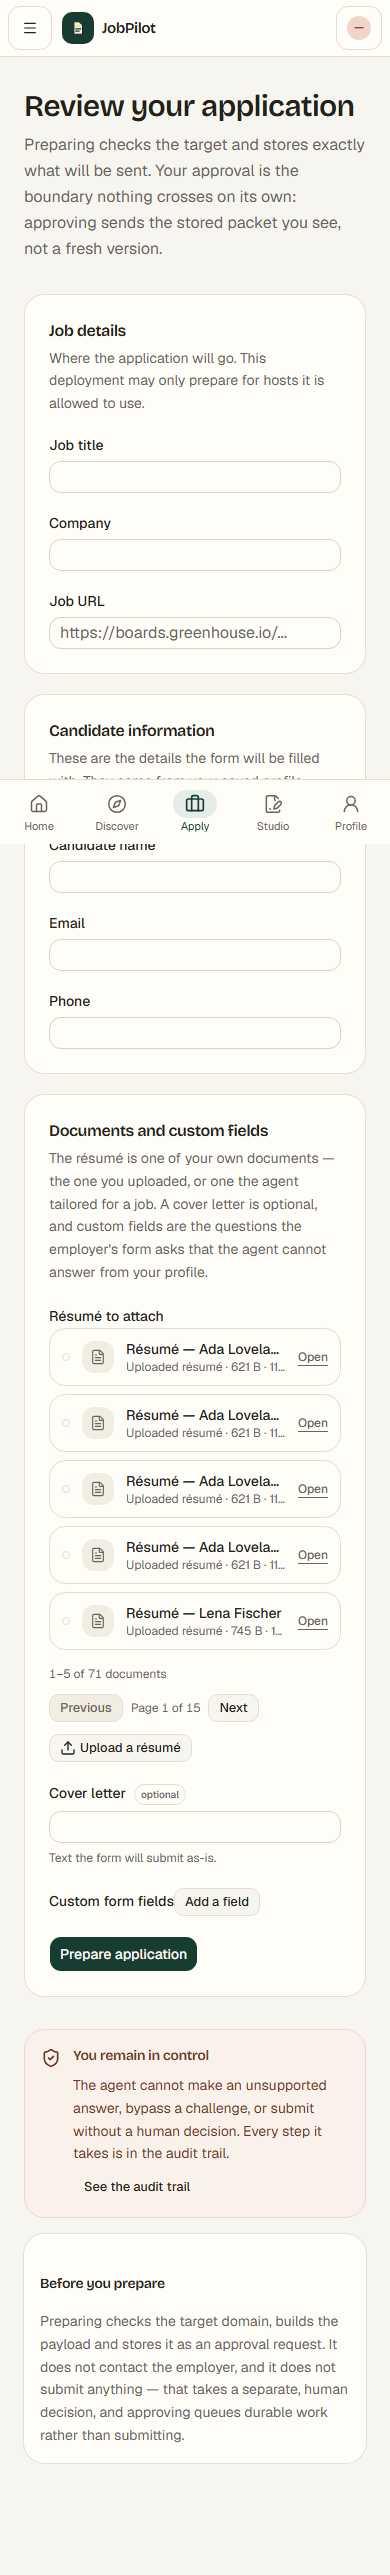 JobPilot
Review your application
Preparing checks the target and stores exactly
what will be sent. Your approval is the
boundary nothing crosses on its own:
approving sends the stored packet you see,
not a fresh version.
Job details
Where the application will go. This
deployment may only prepare for hosts it is
allowed to use.
Job title
Company
Job URL
https://boards.greenhouse.io/...
Candidate information
These are the details the form will be filled
Home
Discover
Apply
Studio
Profile
Candidate name
Email
Phone
Documents and custom fields
The résumé is one of your own documents —
the one you uploaded, or one the agent
tailored for a job. A cover letter is optional,
and custom fields are the questions the
employer's form asks that the agent cannot
answer from your profile.
Résumé to attach
Résumé — Ada Lovela...
Uploaded résumé · 621 B · 11...
Open
Résumé — Ada Lovela...
Uploaded résumé · 621 B · 11...
Open
Résumé — Ada Lovela...
Uploaded résumé · 621 B · 11...
Open
Résumé — Ada Lovela...
Uploaded résumé · 621 B · 11...
Open
Résumé — Lena Fischer
Uploaded résumé · 745 B · 1...
Open
1–5 of 71 documents
Previous
Page 1 of 15
Next
Upload a résumé
Cover letter
optional
Text the form will submit as-is.
Custom form fields
Add a field
Prepare application
You remain in control
The agent cannot make an unsupported
answer, bypass a challenge, or submit
without a human decision. Every step it
takes is in the audit trail.
See the audit trail
Before you prepare
Preparing checks the target domain, builds the
payload and stores it as an approval request. It
does not contact the employer, and it does not
submit anything — that takes a separate, human
decision, and approving queues durable work
rather than submitting.